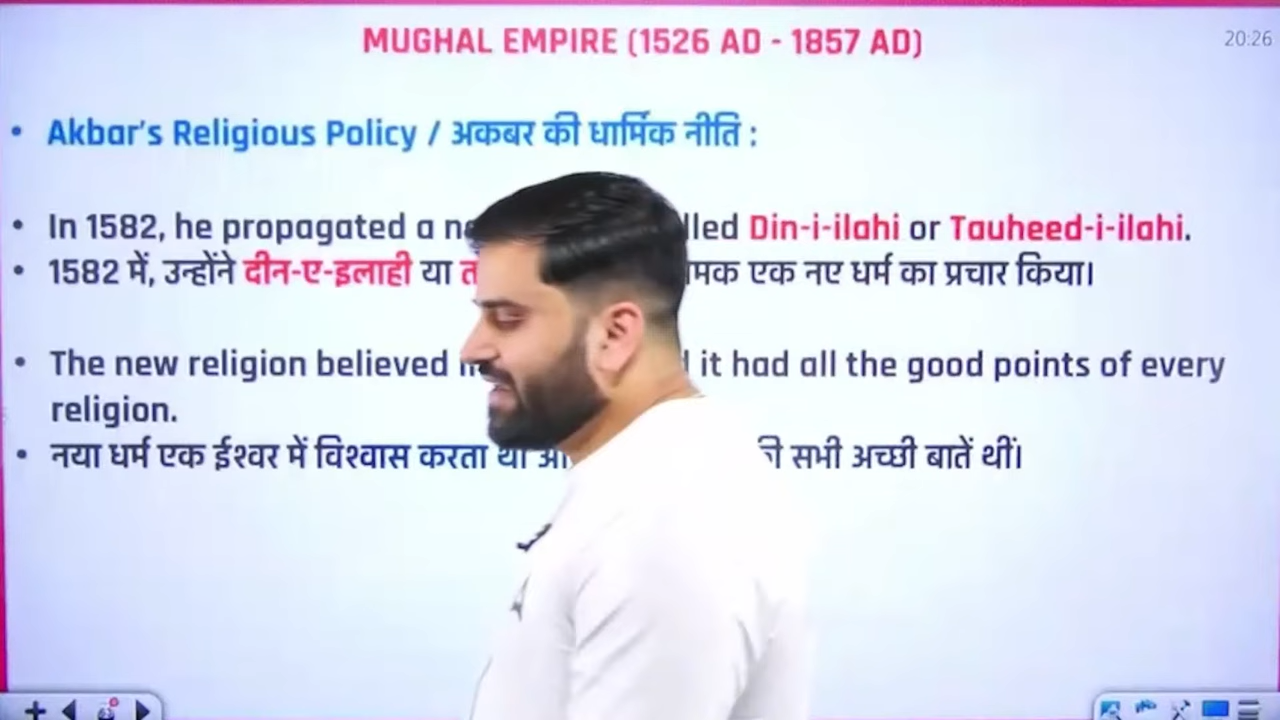 MUGHAL EMPIRE (1526 AD - 1857 AD)
20:26
• Akbar's Religious Policy / अकबर की धार्मिक नीति :
• In 1582, he propagated a Din-i-ilahi or Tauheed-i-ilahi.
• 1582 में, उन्होंने दीन-ए-इलाही या एक नए धर्म का प्रचार किया।
• The new religion believed it had all the good points of every
religion.
• नया धर्म एक ईश्वर में विश्वास करता था सभी अच्छी बातें थीं।